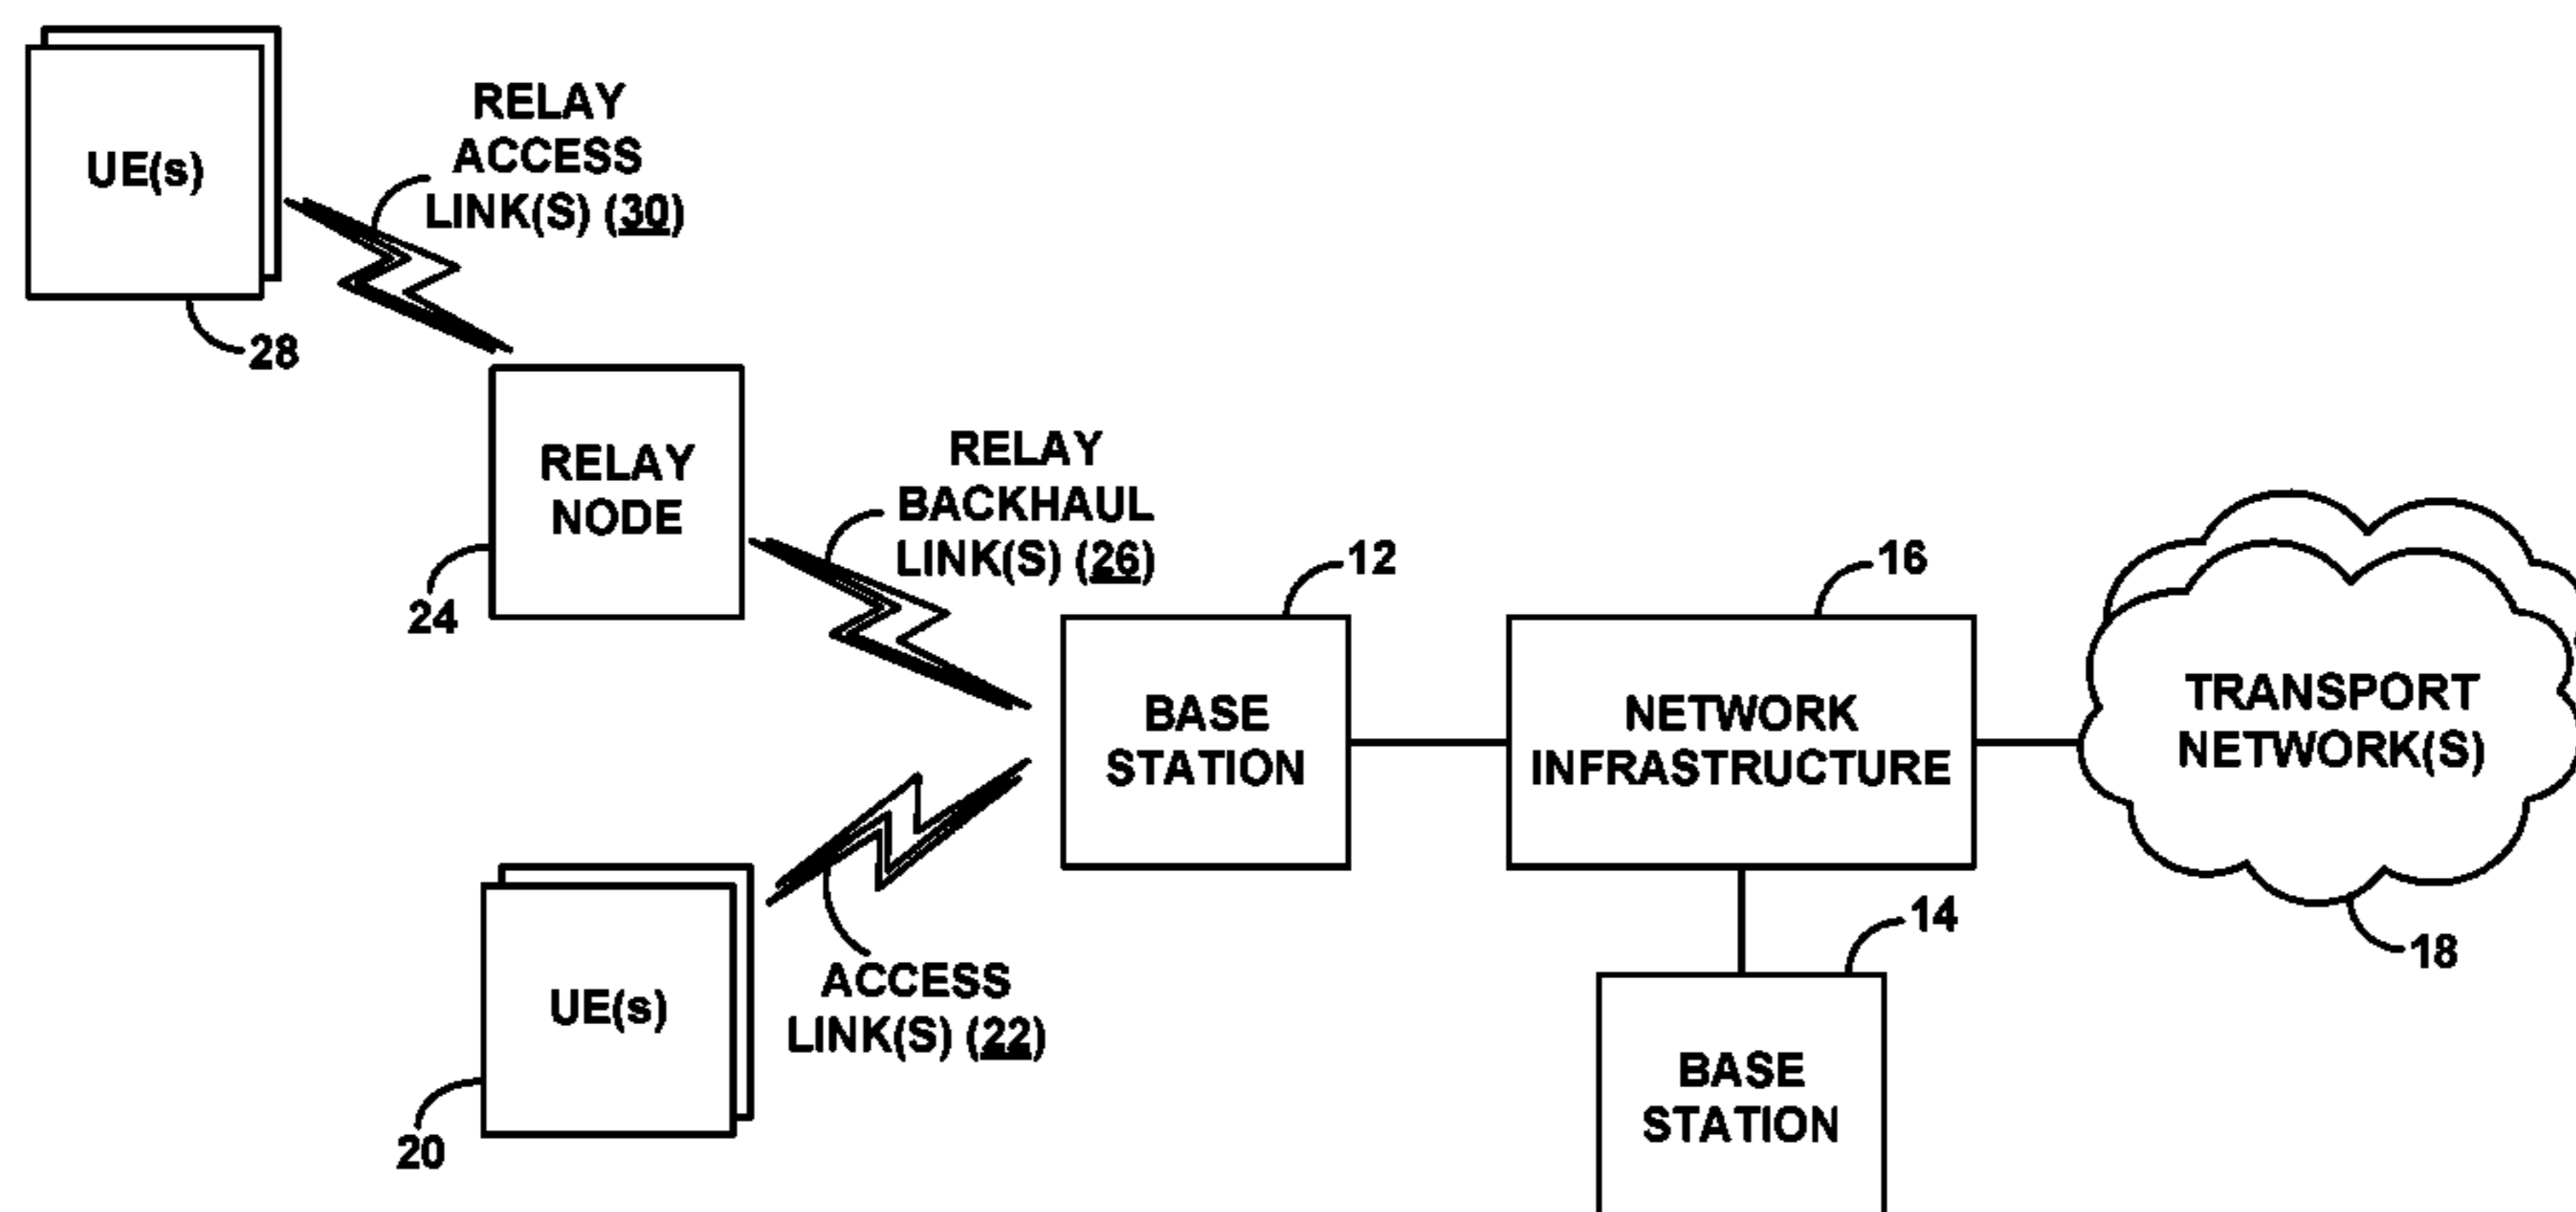 UE(s)
28
RELAY
ACCESS
LINK(S) (30)
RELAY
NODE
24
RELAY
BACKHAUL
LINK(S) (26)
12
BASE
STATION
16
NETWORK
INFRASTRUCTURE
TRANSPORT
NETWORK(S)
18
UE(s)
20
ACCESS
LINK(S) (22)
14
BASE
STATION